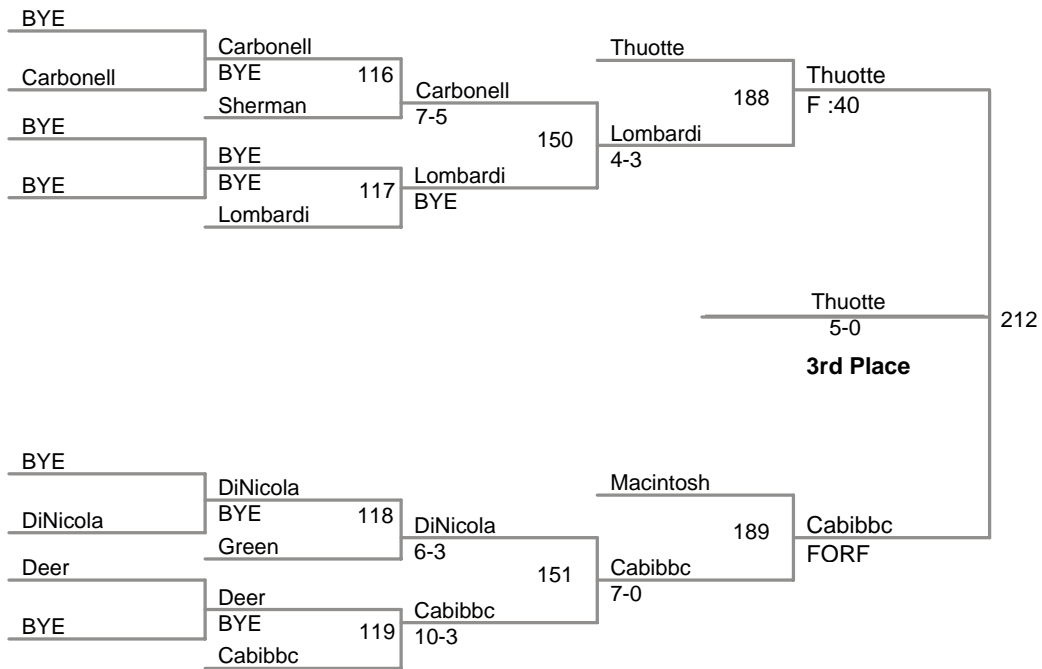 BYE
Carbonell
Thuotte
BYE
116
Carbonell
Carbonell
188
Thuotte
Sherman
7-5
F :40
BYE
150
Lombardi
BYE
4-3
BYE
BYE
117
Lombardi
BYE
Lombardi
Thuotte
212
5-0
3rd Place
BYE
DiNicola
Macintosh
BYE
118
DiNicola
DiNicola
189
Cabibbc
Green
6-3
FORF
Deer
151
Cabibbc
Deer
7-0
BYE
BYE
119
Cabibbc
10-3
Cabibbc